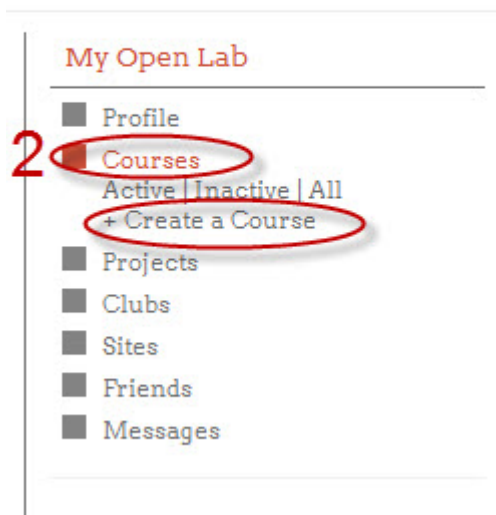 My Open Lab
Profile
2 Courses
Active | Inactive | All
+ Create a Course
Projects
Clubs
Sites
Friends
Messages